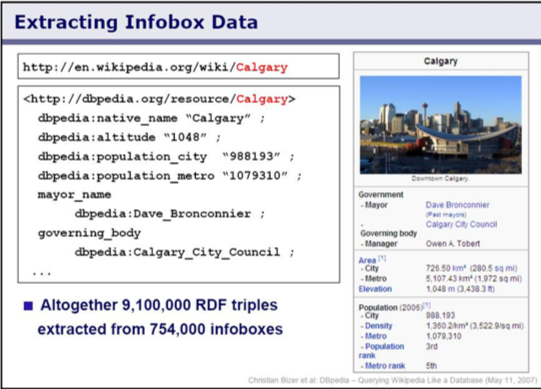 Extracting Infobox Data
http://en.wikipedia.org/wiki/Calgary
<http://dbpedia.org/resource/Calgary>
dbpedia:native_name “Calgary” ;
dbpedia:altitude “1048” ;
dbpedia:population_city “988193” ;
dbpedia:population_metro “1079310” ;
mayor_name
dbpedia:Dave_Bronconnier ;
governing_body
dbpedia:Calgary_City_Council ;
...
■ Altogether 9,100,000 RDF triples
extracted from 754,000 infoboxes
Calgary
Downtown Calgary.
Government
- Mayor Dave Bronconnier
(Past mayors)
- Calgary City Council
Governing body
- Manager Owen A. Tobert
Area [1]
- City 726.50 km² (280.5 sq mi)
- Metro 5,107.43 km² (1,972 sq mi)
Elevation 1,048 m (3,438.3 ft)
Population (2006)[1]
- City 988,193
- Density 1,360.2/km² (3,522.9/sq mi)
- Metro 1,079,310
- Population 3rd
rank
- Metro rank 5th
Christian Bizer et al: DBpedia – Querying Wikipedia Like a Database (May 11, 2007)